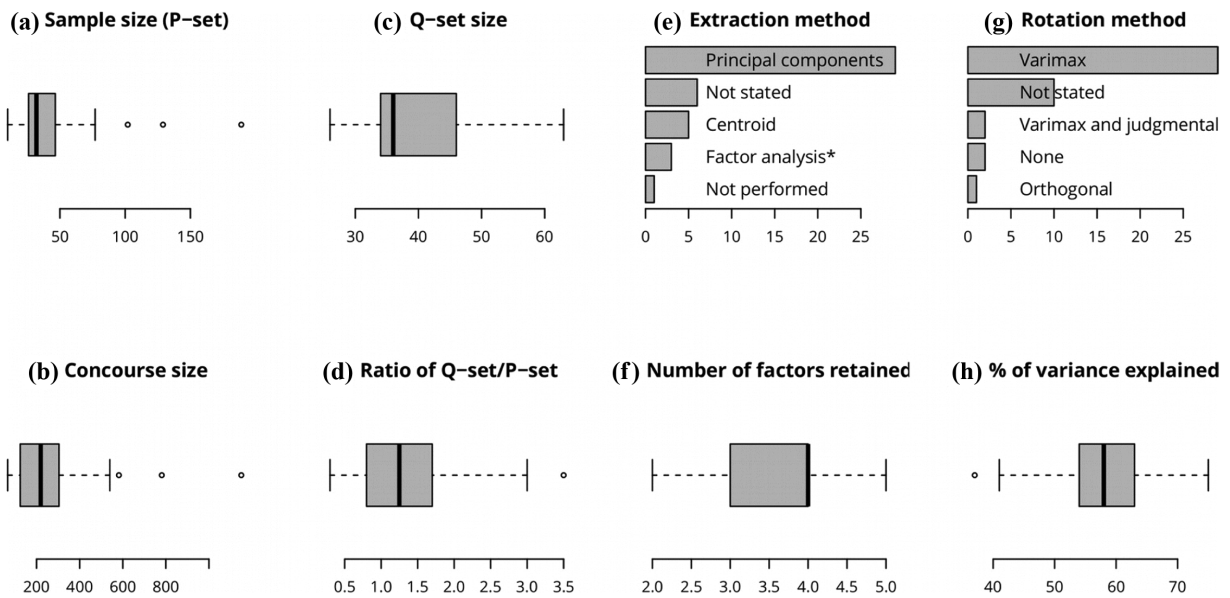 (a) Sample size (P−set)
50 100 150
(c) Q−set size
30 40 50 60
(e) Extraction method
Principal components
Not stated
Centroid
Factor analysis*
Not performed
0 5 10 15 20 25
(g) Rotation method
Varimax
Not stated
Varimax and judgmental
None
Orthogonal
0 5 10 15 20 25
(b) Concourse size
200 400 600 800
(d) Ratio of Q−set/P−set
0.5 1.0 1.5 2.0 2.5 3.0 3.5
(f) Number of factors retained
2.0 2.5 3.0 3.5 4.0 4.5 5.0
(h) % of variance explained
40 50 60 70